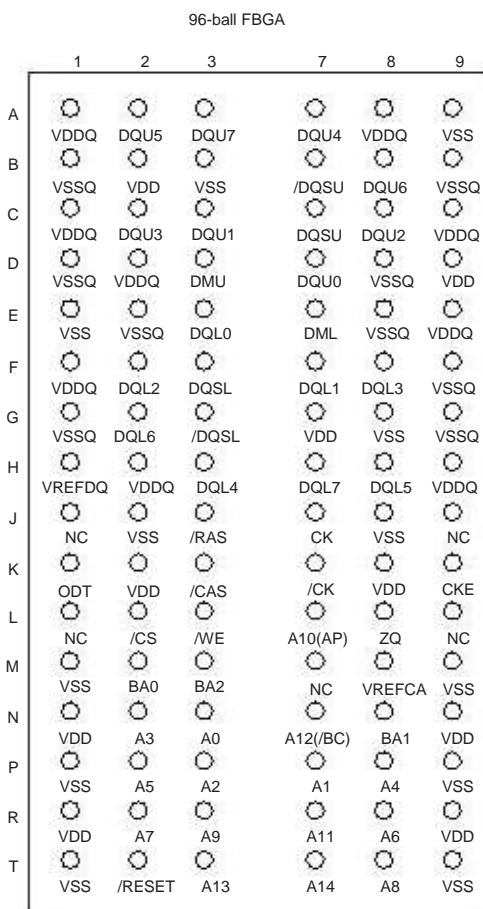 96-ball FBGA
1 2 3 7 8 9
A
VDDQ DQU5 DQU7 DQU4 VDDQ VSS
B
VSSQ VDD VSS /DQSU DQU6 VSSQ
C
VDDQ DQU3 DQU1 DQSU DQU2 VDDQ
D
VSSQ VDDQ DMU DQU0 VSSQ VDD
E
VSS VSSQ DQL0 DML VSSQ VDDQ
F
VDDQ DQL2 DQSL DQL1 DQL3 VSSQ
G
VSSQ DQL6 /DQSL VDD VSS VSSQ
H
VREFDQ VDDQ DQL4 DQL7 DQL5 VDDQ
J
NC VSS /RAS CK VSS NC
K
ODT VDD /CAS /CK VDD CKE
L
NC /CS /WE A10(AP) ZQ NC
M
VSS BA0 BA2 NC VREFCA VSS
N
VDD A3 A0 A12(/BC) BA1 VDD
P
VSS A5 A2 A1 A4 VSS
R
VDD A7 A9 A11 A6 VDD
T
VSS /RESET A13 A14 A8 VSS